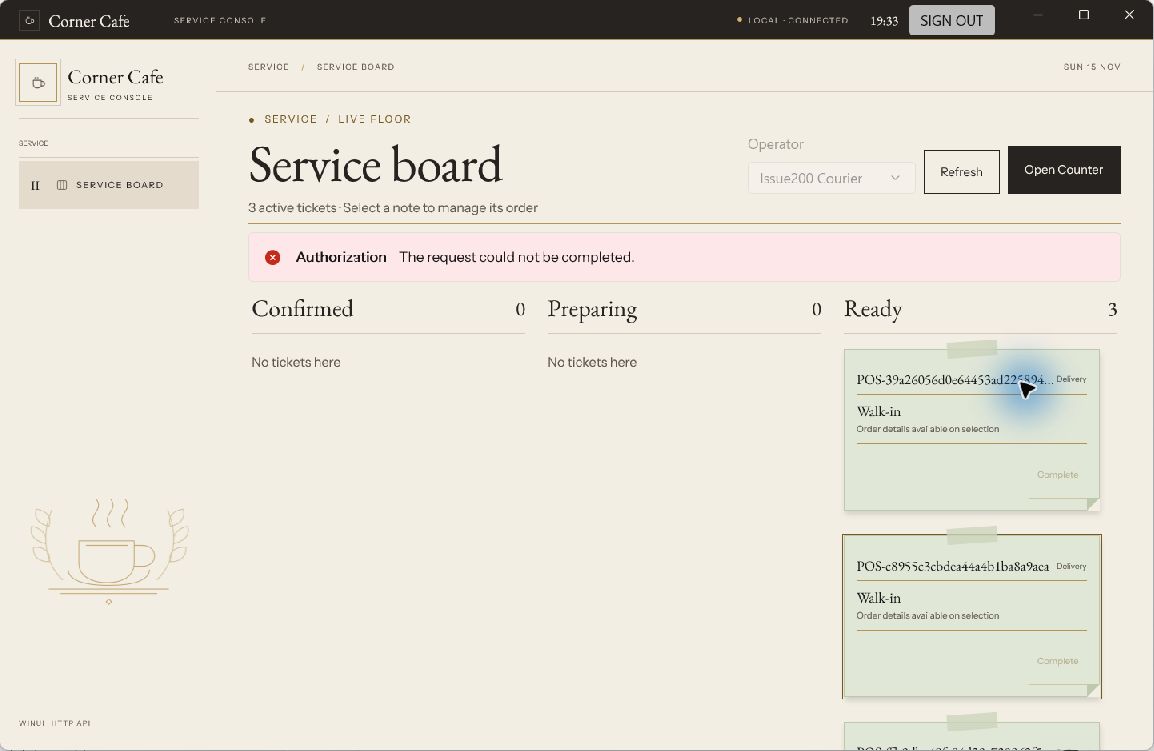 Corner Cafe
SERVICE CONSOLE
LOCAL · CONNECTED
19:33
SIGN OUT
Corner Cafe
SERVICE CONSOLE
SERVICE / SERVICE BOARD
SUN 15 NOV
SERVICE
SERVICE BOARD
SERVICE / LIVE FLOOR
Service board
3 active tickets · Select a note to manage its order
Operator
Issue200 Courier
Refresh
Open Counter
Authorization The request could not be completed.
Confirmed 0
No tickets here
Preparing 0
No tickets here
Ready 3
Delivery
Walk-in
Order details available on selection
Complete
POS-e8955c3cbdea44a4b1ba8a9aea Delivery
Walk-in
Order details available on selection
Complete
WINUI HTTP API